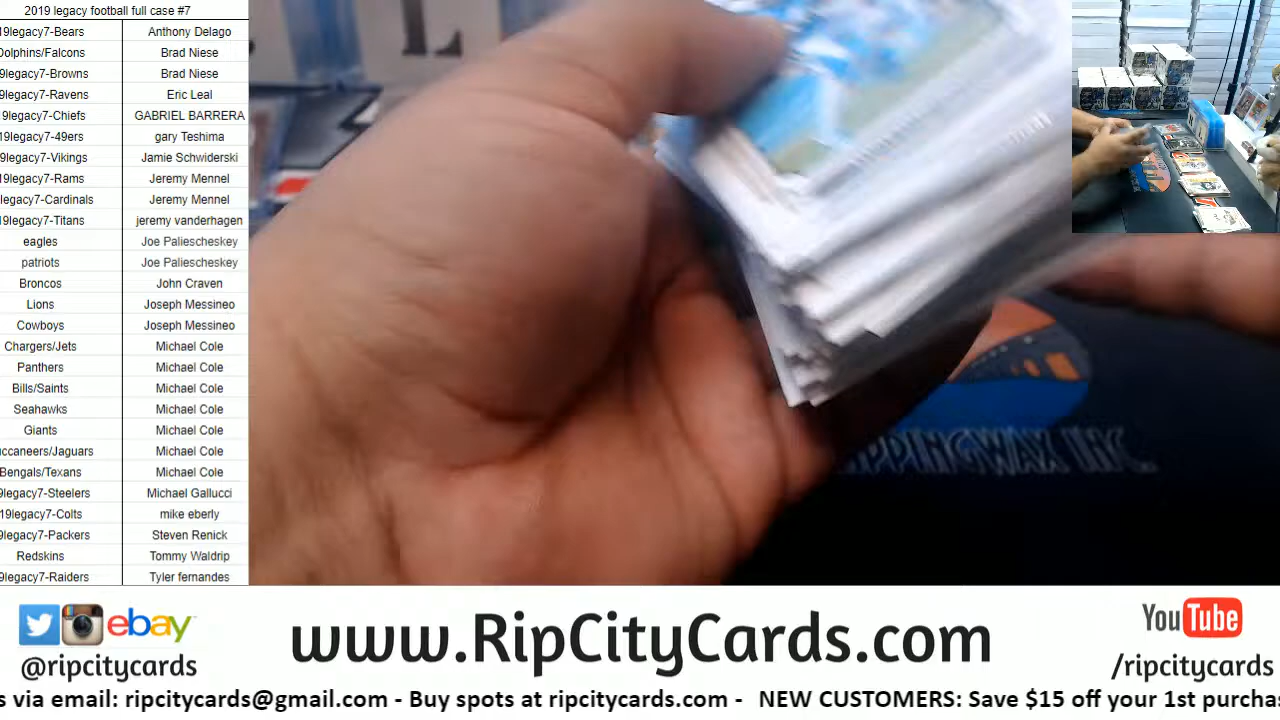 2019 legacy football full case #7
19legacy7-Bears Anthony Delago
Dolphins/Falcons Brad Niese
9legacy7-Browns Brad Niese
9legacy7-Ravens Eric Leal
9legacy7-Chiefs GABRIEL BARRERA
19legacy7-49ers gary Teshima
9legacy7-Vikings Jamie Schwiderski
19legacy7-Rams Jeremy Mennel
legacy7-Cardinals Jeremy Mennel
19legacy7-Titans jeremy vanderhagen
eagles Joe Paliescheskey
patriots Joe Paliescheskey
Broncos John Craven
Lions Joseph Messineo
Cowboys Joseph Messineo
Chargers/Jets Michael Cole
Panthers Michael Cole
Bills/Saints Michael Cole
Seahawks Michael Cole
Giants Michael Cole
uccaneers/Jaguars Michael Cole
Bengals/Texans Michael Cole
9legacy7-Steelers Michael Gallucci
19legacy7-Colts mike eberly
9legacy7-Packers Steven Renick
Redskins Tommy Waldrip
9legacy7-Raiders Tyler fernandes
RIPPINGWAX INC.
ebay
@ripcitycards
www.RipCityCards.com
YouTube
/ripcitycards
s via email: ripcitycards@gmail.com - Buy spots at ripcitycards.com - NEW CUSTOMERS: Save $15 off your 1st purcha